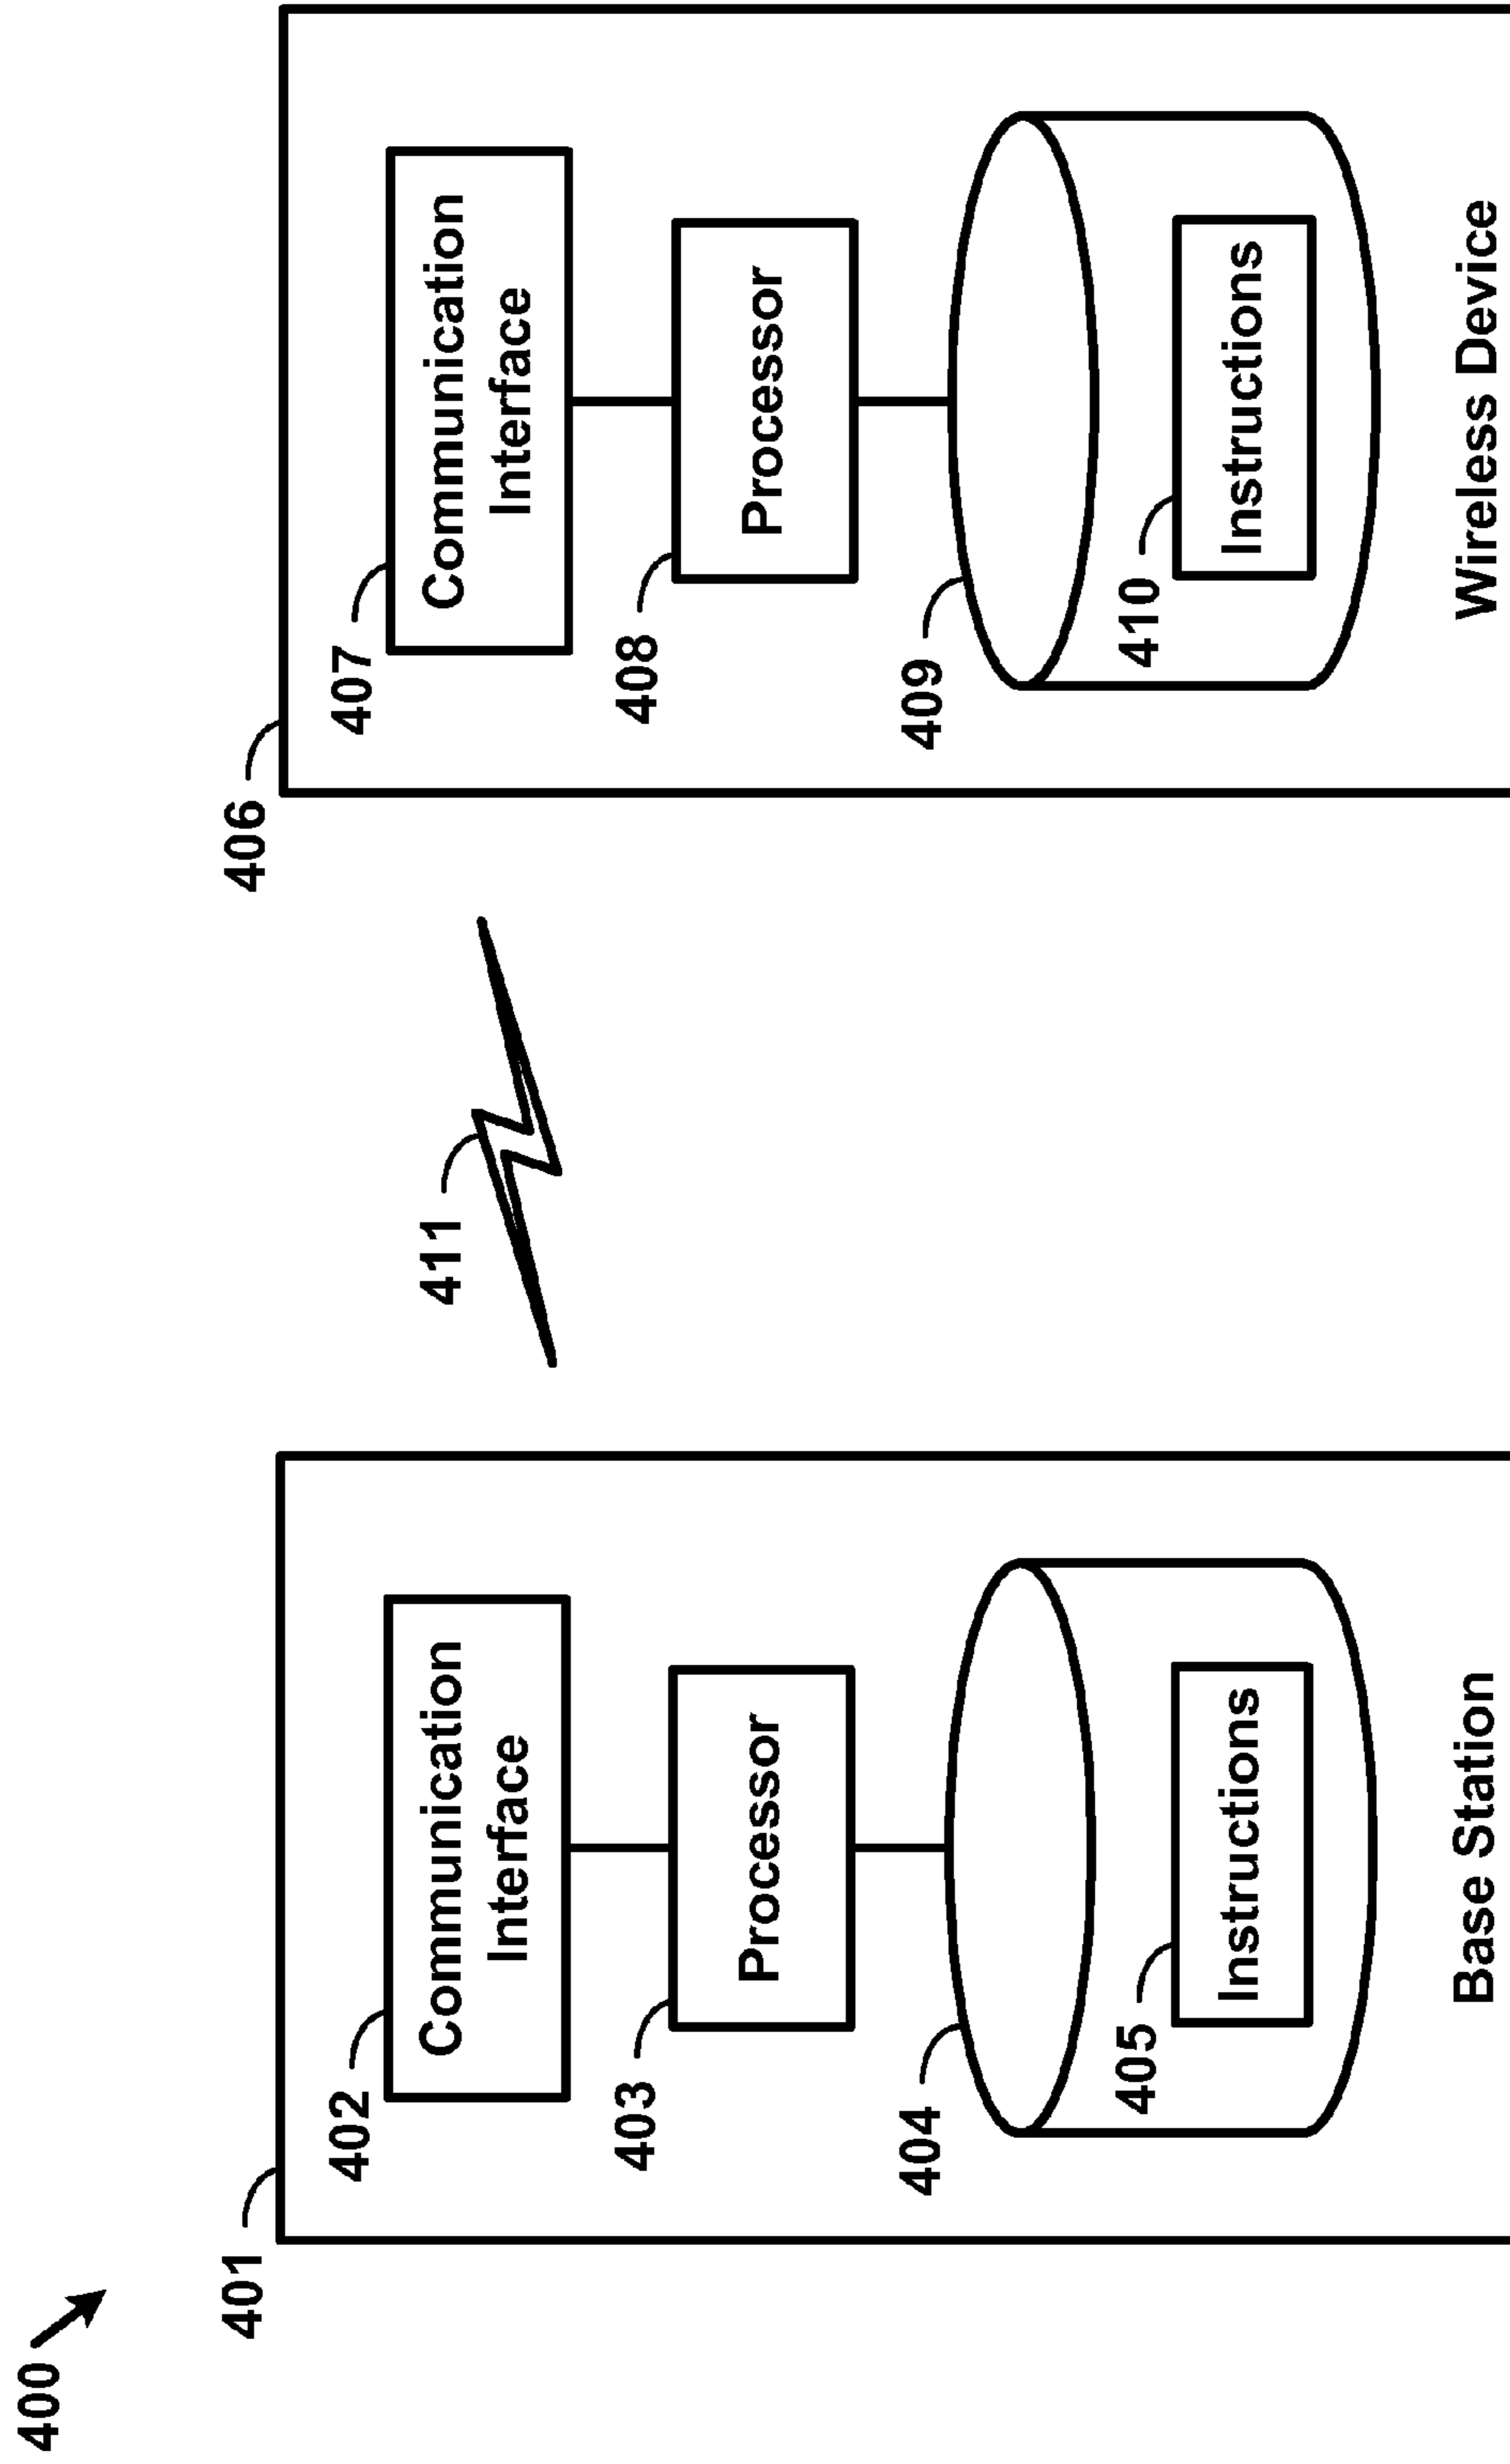 400
401
402
Communication
Interface
403
Processor
404
405
Instructions
Base Station
411
406
407
Communication
Interface
408
Processor
409
410
Instructions
Wireless Device